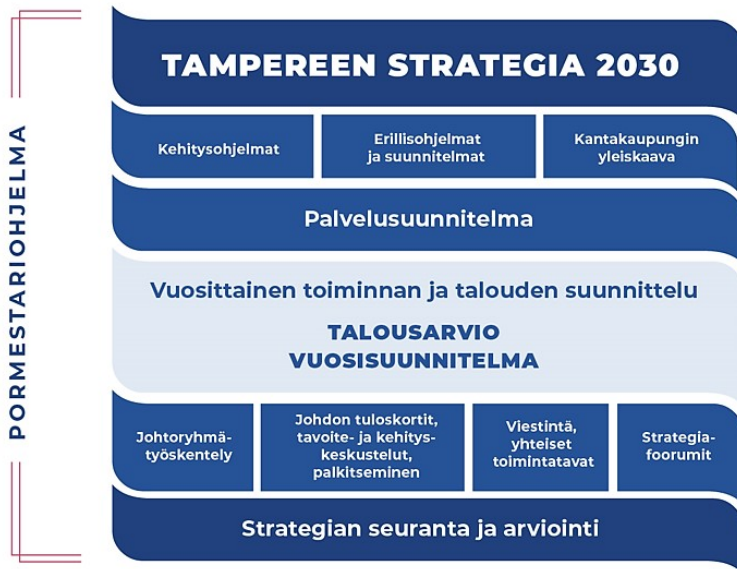 PORMESTARIOHJELMA
TAMPEREEN STRATEGIA 2030
Kehitysohjelmat
Erillisohjelmat
ja suunnitelmat
Kantakaupungin
yleiskaava
Palvelusuunnitelma
Vuosittainen toiminnan ja talouden suunnittelu
TALOUSARVIO
VUOSISUUNNITELMA
Johtoryhmä-
työskentely
Johdon tuloskortit,
tavoite- ja kehitys-
keskustelut,
palkitseminen
Viestintä,
yhteiset
toimintatavat
Strategia-
foorumit
Strategian seuranta ja arviointi